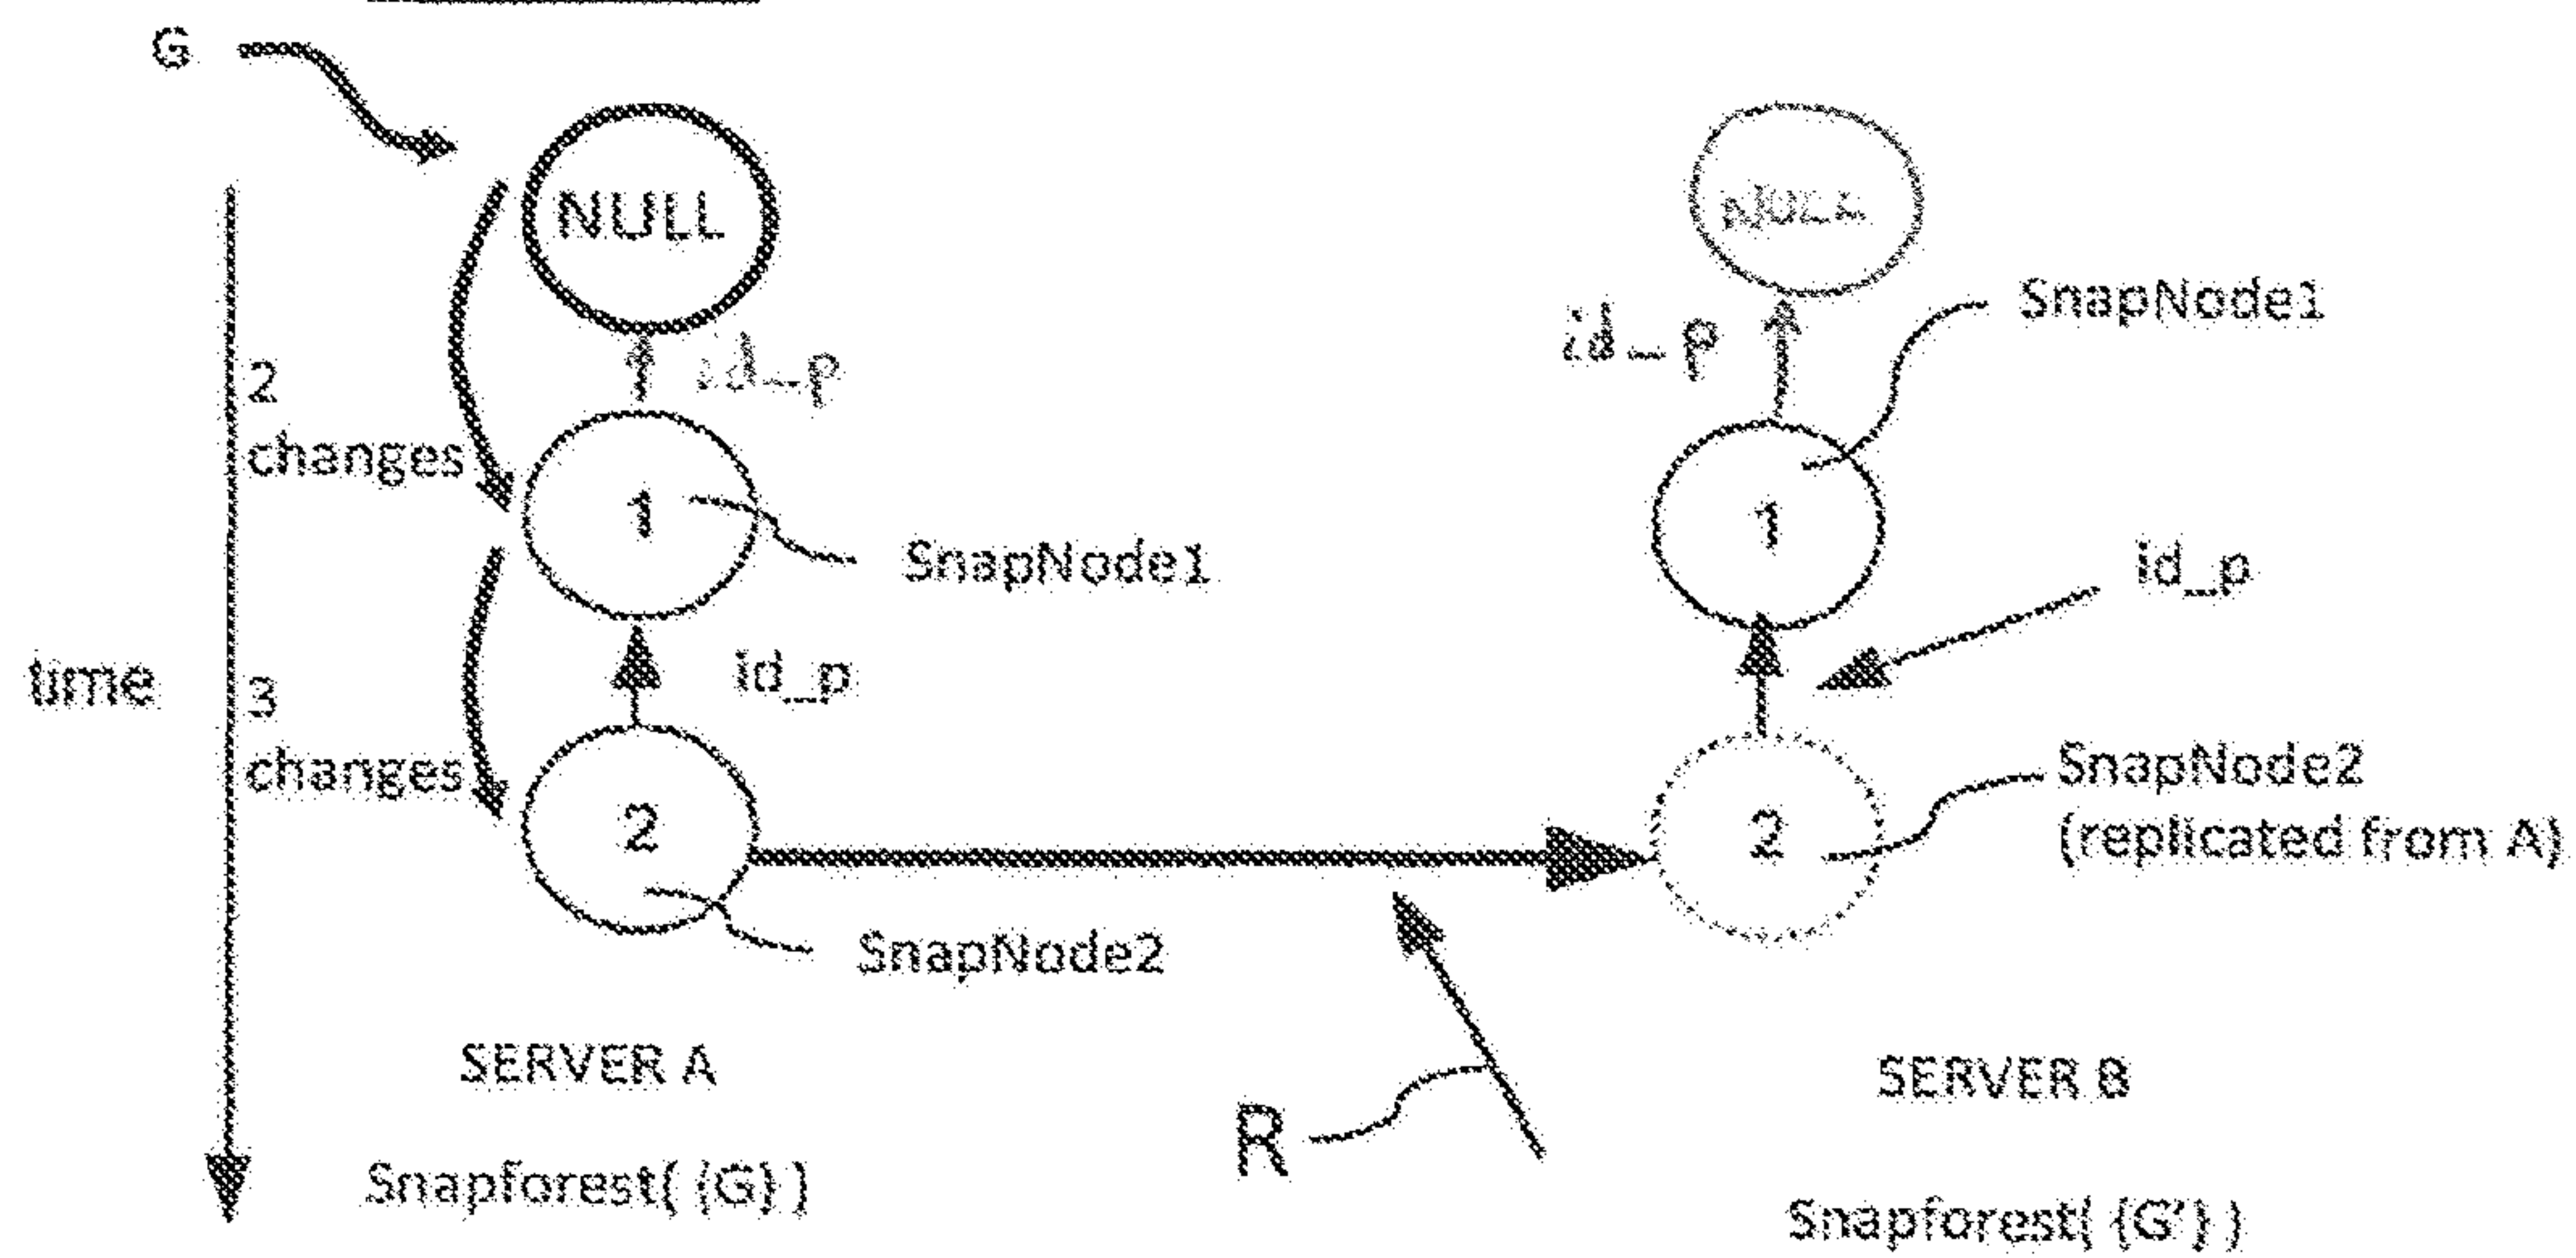 G
NULL
NULL
SnapNode1
id_p
id_p
2
changes
1
1
SnapNode1
id_p
id_p
time
3
changes
SnapNode2
(replicated from A)
2
2
SnapNode2
SERVER A
SERVER B
R
Snapforest( {G} )
Snapforest( {G'} )